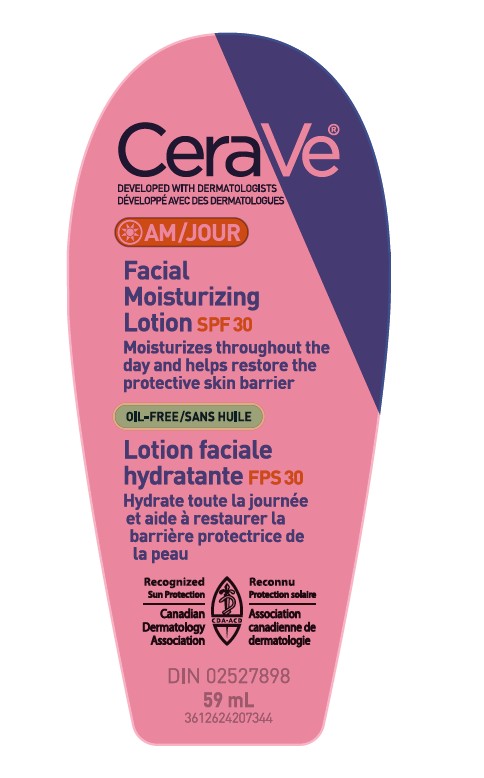 CeraVe®
DEVELOPED WITH DERMATOLOGISTS
DÉVELOPPÉ AVEC DES DERMATOLOGUES
AM/JOUR
Facial
Moisturizing
Lotion SPF 30
Moisturizes throughout the
day and helps restore the
protective skin barrier
OIL-FREE/SANS HUILE
Lotion faciale
hydratante FPS 30
Hydrate toute la journée
et aide à restaurer la
barrière protectrice de
la peau
Recognized
Sun Protection
Canadian
Dermatology
Association
CDA-ACD
Reconnu
Protection solaire
Association
canadienne de
dermatologie
DIN 02527898
59 mL
3612624207344